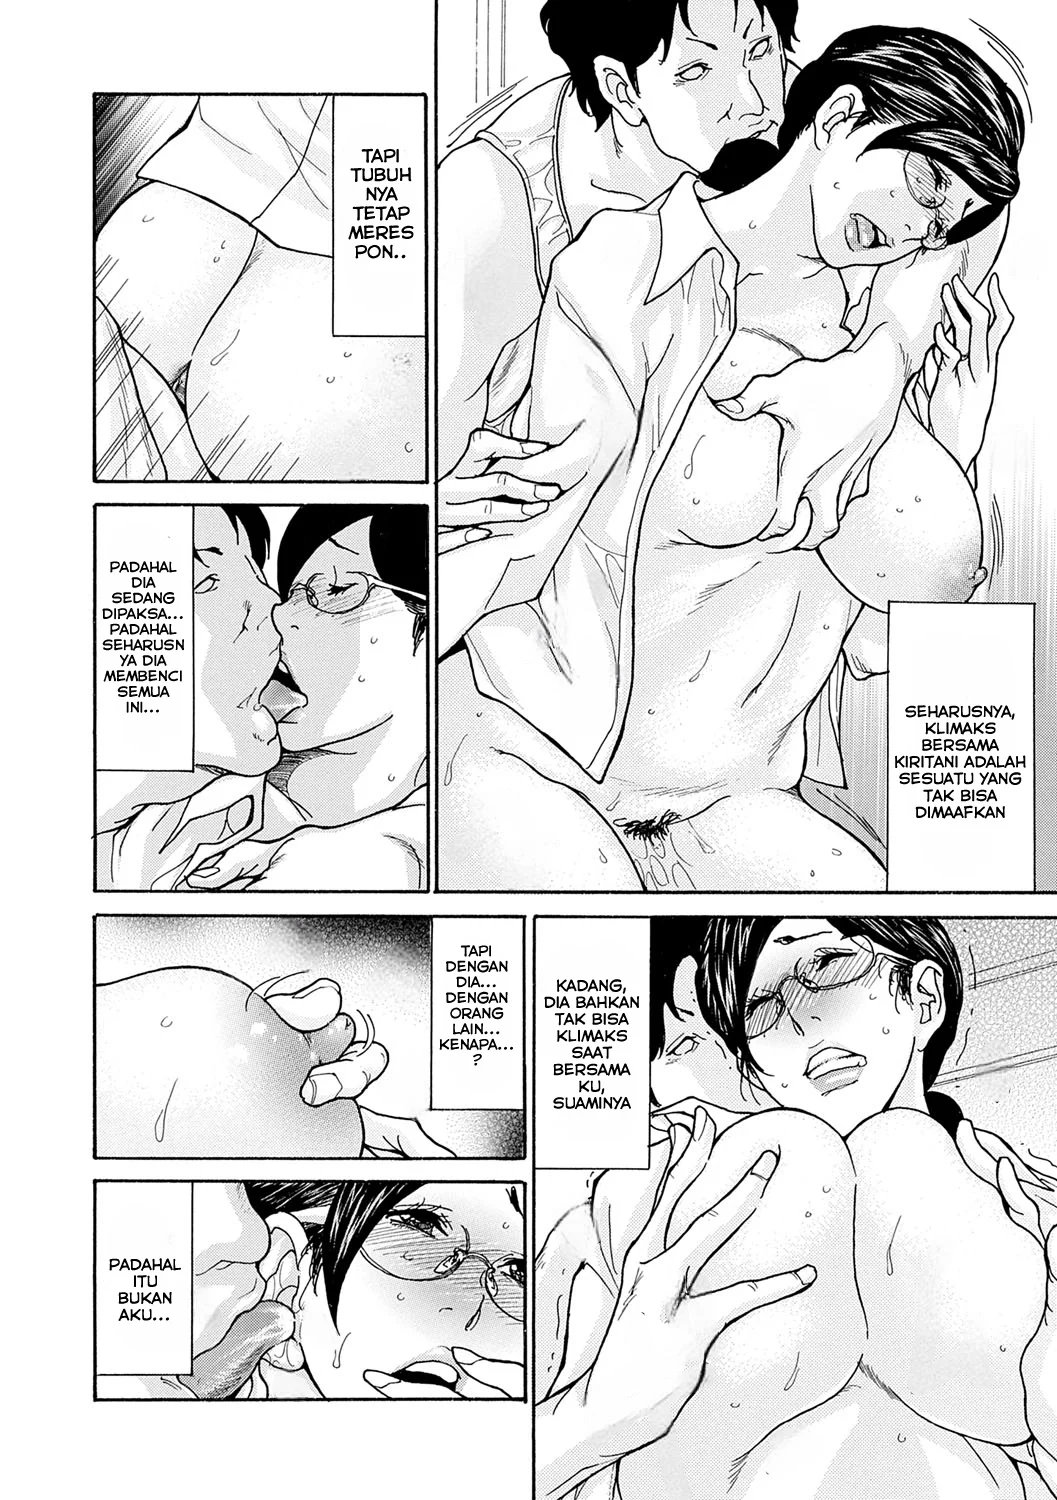 SEHARUSNYA,
KLIMAKS
BERSAMA
KIRITANI ADALAH
SESUATU YANG
TAK BISA
DIMAAFKAN
TAPI
TUBUH
NYA
TETAP
MERES
PON..
PADAHAL
DIA
SEDANG
DIPAKSA...
PADAHAL
SEHARUSN
YA DIA
MEMBENCI
SEMUA
INI...
KADANG,
DIA BAHKAN
TAK BISA
KLIMAKS
SAAT
BERSAMA
KU,
SUAMINYA
TAPI
DENGAN
DIA...
DENGAN
ORANG
LAIN...
KENAPA...
?
PADAHAL
ITU
BUKAN
AKU...